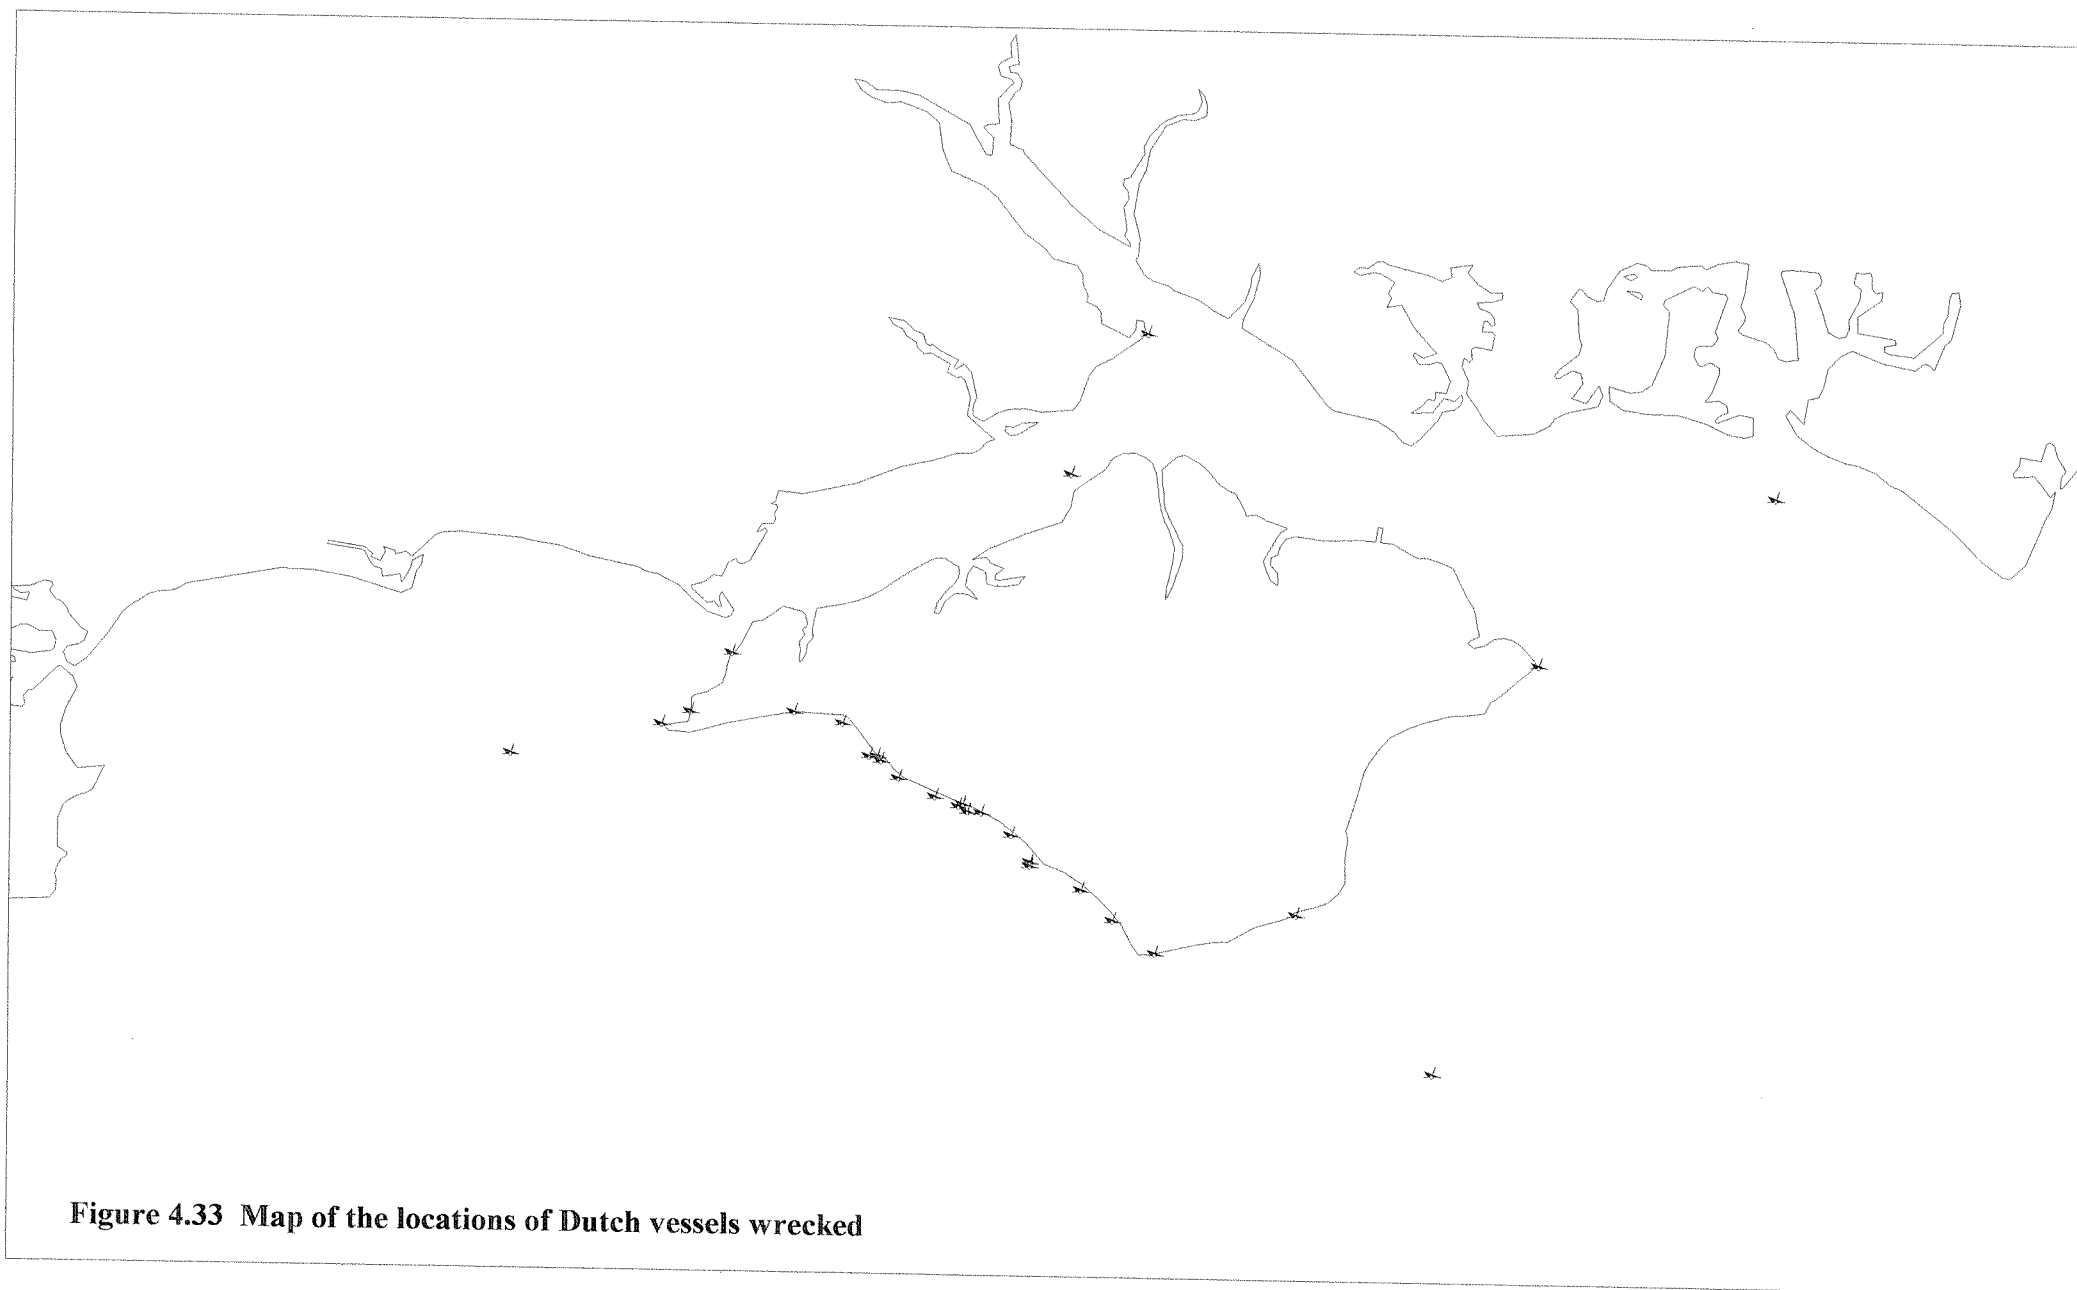 Figure 4.33 Map of the locations of Dutch vessels wrecked